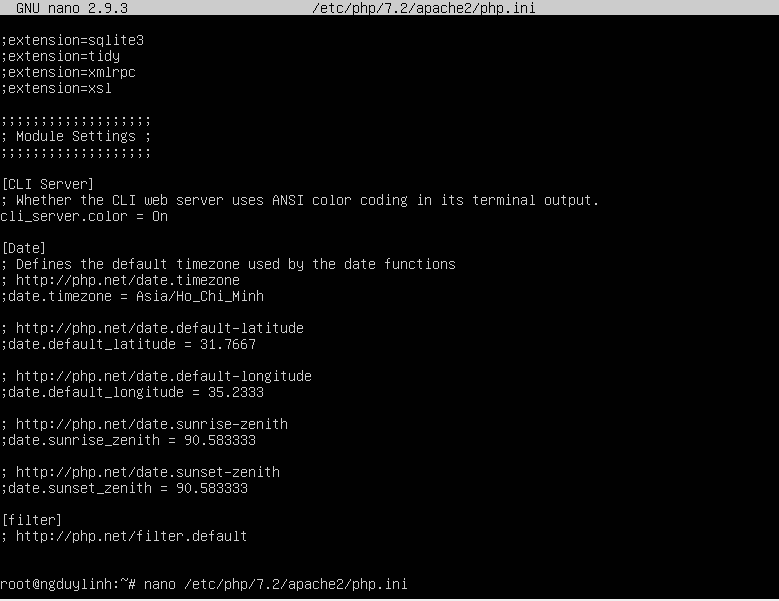 GNU nano 2.9.3 /etc/php/7.2/apache2/php.ini
;extension=sqlite3
;extension=tidy
;extension=xmlrpc
;extension=xsl
;;;;;;;;;;;;;;;;;;;
; Module Settings ;
;;;;;;;;;;;;;;;;;;;
[CLI Server]
; Whether the CLI web server uses ANSI color coding in its terminal output.
cli_server.color = On
[Date]
; Defines the default timezone used by the date functions
; http://php.net/date.timezone
;date.timezone = Asia/Ho_Chi_Minh
; http://php.net/date.default-latitude
;date.default_latitude = 31.7667
; http://php.net/date.default-longitude
;date.default_longitude = 35.2333
; http://php.net/date.sunrise-zenith
;date.sunrise_zenith = 90.583333
; http://php.net/date.sunset-zenith
;date.sunset_zenith = 90.583333
[filter]
; http://php.net/filter.default
root@ngduylinh:~# nano /etc/php/7.2/apache2/php.ini